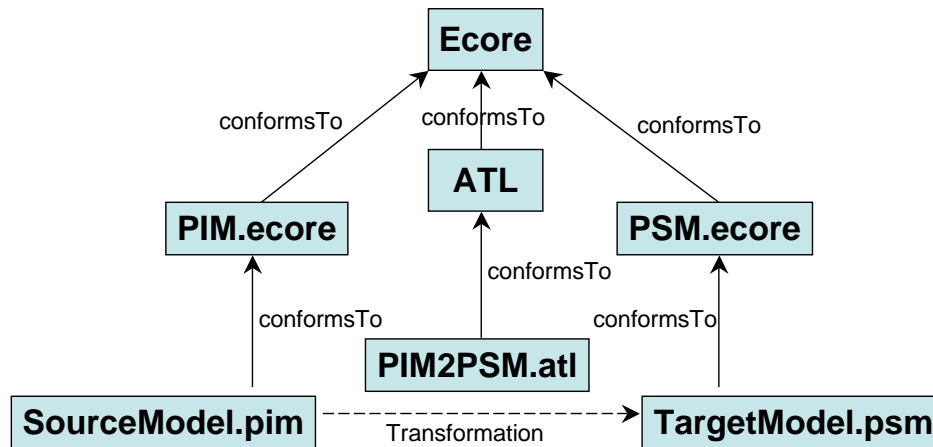 Ecore
conformsTo
conformsTo
conformsTo
ATL
PIM.ecore
PSM.ecore
conformsTo
conformsTo
conformsTo
PIM2PSM.atl
SourceModel.pim
TargetModel.psm
Transformation